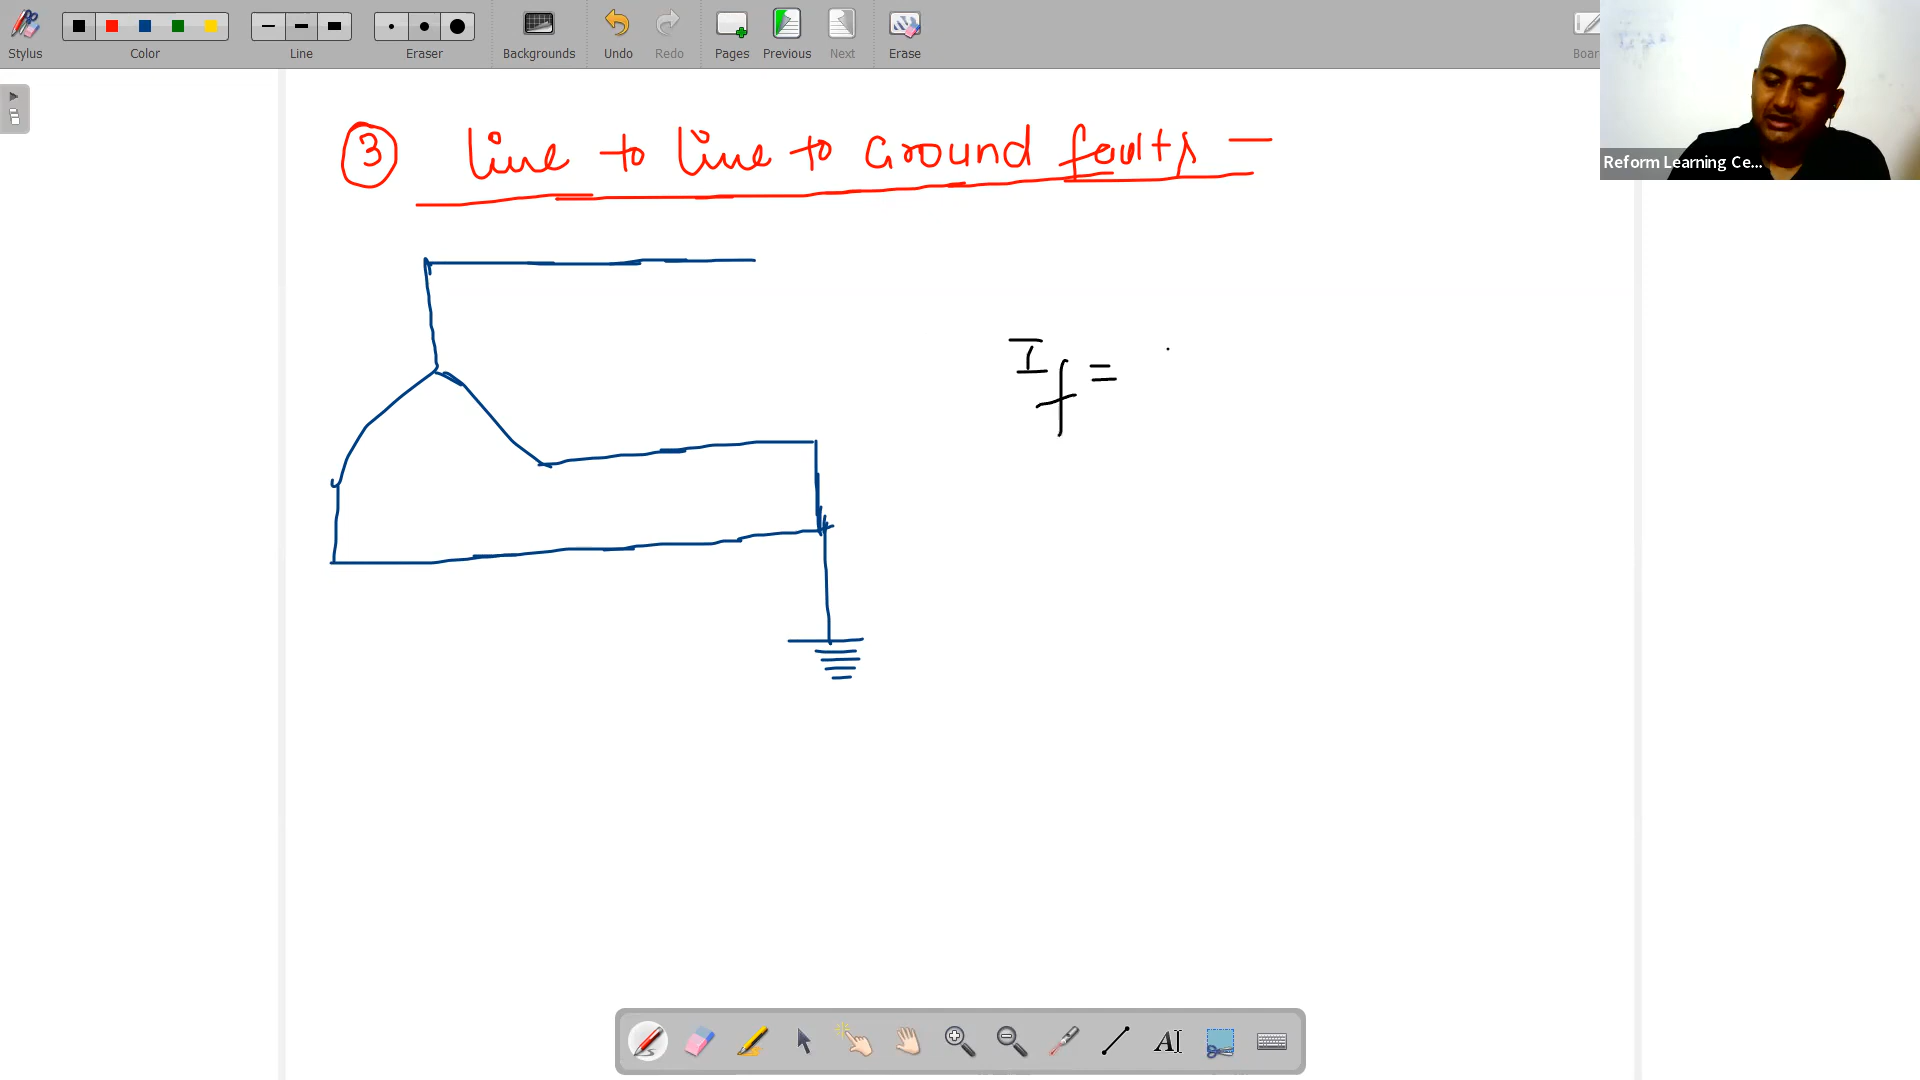 Stylus
Color
Line
Eraser
Backgrounds
Undo
Redo
Pages
Previous
Next
Erase
Reform Learning Ce...
③ Line to Line to Ground faults -
I f =